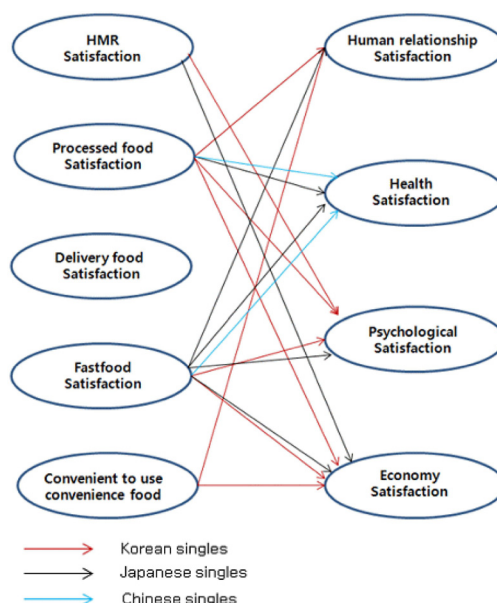 HMR
Satisfaction
Human relationship
Satisfaction
Processed food
Satisfaction
Health
Satisfaction
Delivery food
Satisfaction
Psychological
Satisfaction
Fastfood
Satisfaction
Convenient to use
convenience food
Economy
Satisfaction
Korean singles
Japanese singles
Chinese singles